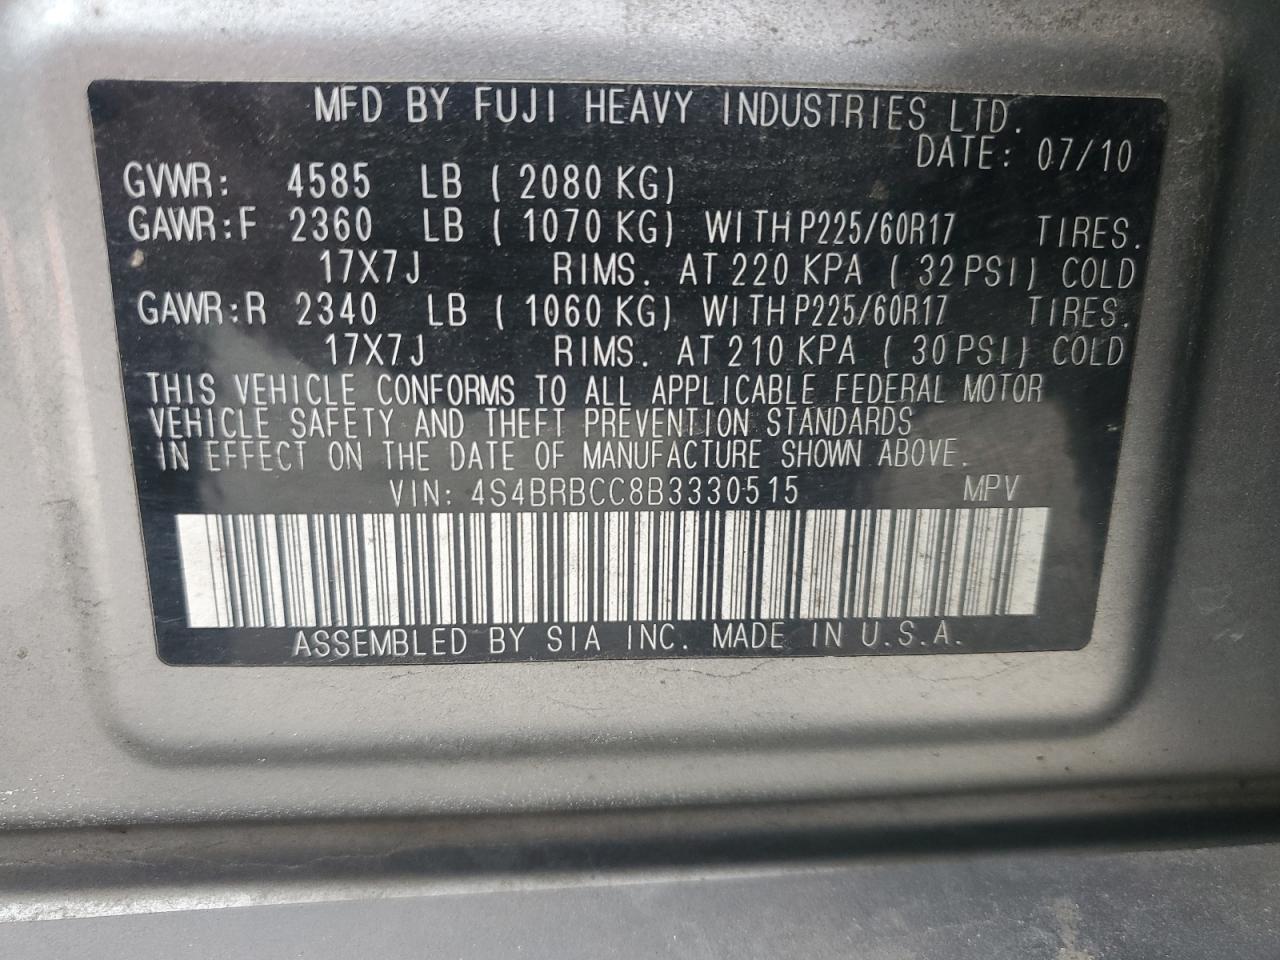 MFD BY FUJI HEAVY INDUSTRIES LTD.
DATE: 07/10
GVWR: 4585 LB ( 2080 KG)
GAWR:F 2360 LB ( 1070 KG) WITH P225/60R17 TIRES.
17X7J RIMS. AT 220 KPA ( 32 PSI) COLD
GAWR:R 2340 LB ( 1060 KG) WITH P225/60R17 TIRES.
17X7J RIMS. AT 210 KPA ( 30 PSI) COLD
THIS VEHICLE CONFORMS TO ALL APPLICABLE FEDERAL MOTOR
VEHICLE SAFETY AND THEFT PREVENTION STANDARDS
IN EFFECT ON THE DATE OF MANUFACTURE SHOWN ABOVE.
VIN: 4S4BRBCC8B3330515 MPV
ASSEMBLED BY SIA INC. MADE IN U.S.A.